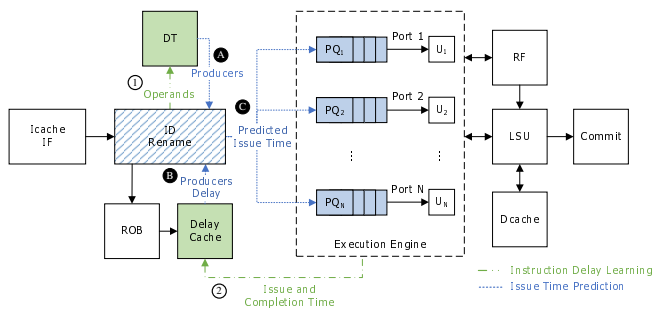 DT
A
Producers
1
Operands
Icache
IF
ID
Rename
C
Predicted
Issue Time
B
Producers
Delay
ROB
Delay
Cache
2
Issue and
Completion Time
Port 1
PQ1
U1
Port 2
PQ2
U2
...
...
Port N
PQN
UN
Execution Engine
RF
LSU
Commit
Dcache
Instruction Delay Learning
Issue Time Prediction